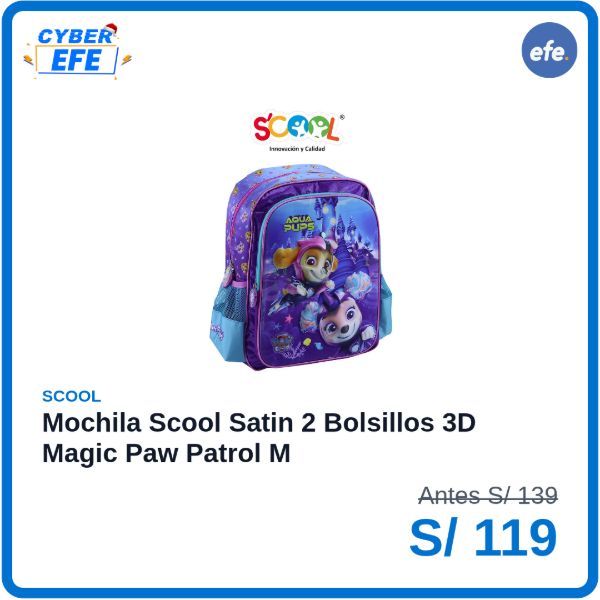 CYBER
EFE
efe.
S'COOL®
Innovación y Calidad
AQUA
PUPS
SCOOL
Mochila Scool Satin 2 Bolsillos 3D
Magic Paw Patrol M
Antes S/ 139
S/ 119